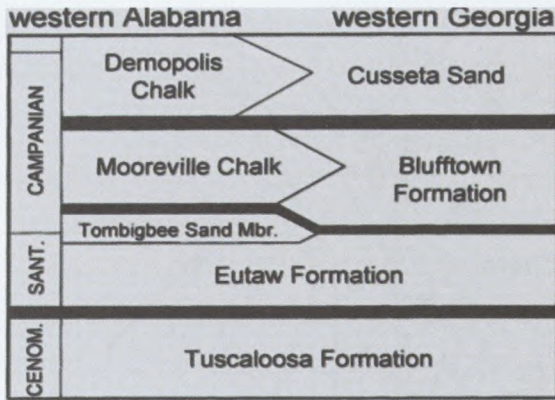 western Alabama western Georgia
CAMPANIAN
Demopolis
Chalk
Cusseta Sand
Mooreville Chalk
Blufftown
Formation
Tombigbee Sand Mbr.
SANT.
Eutaw Formation
CENOM.
Tuscaloosa Formation